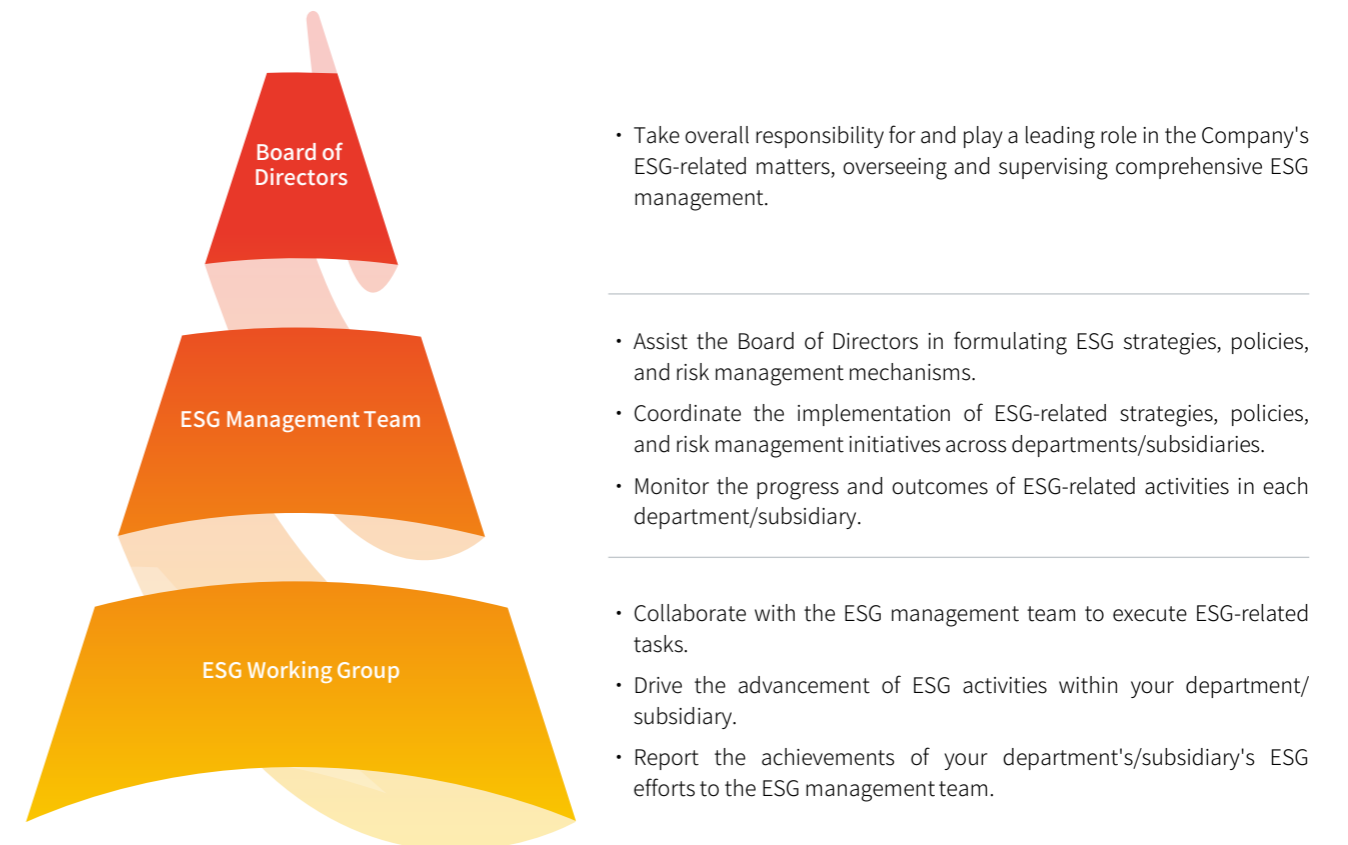 Board of
Directors
・ Take overall responsibility for and play a leading role in the Company's
ESG-related matters, overseeing and supervising comprehensive ESG
management.
ESG Management Team
・ Assist the Board of Directors in formulating ESG strategies, policies,
and risk management mechanisms.
・ Coordinate the implementation of ESG-related strategies, policies,
and risk management initiatives across departments/subsidiaries.
・ Monitor the progress and outcomes of ESG-related activities in each
department/subsidiary.
ESG Working Group
・ Collaborate with the ESG management team to execute ESG-related
tasks.
・ Drive the advancement of ESG activities within your department/
subsidiary.
・ Report the achievements of your department's/subsidiary's ESG
efforts to the ESG management team.